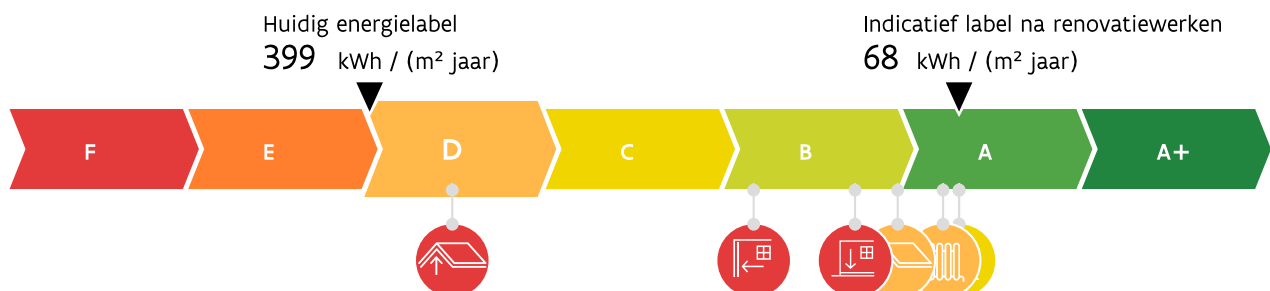 Huidig energielabel
399 kWh / (m² jaar)
Indicatief label na renovatiewerken
68 kWh / (m² jaar)
F E D C B A A+